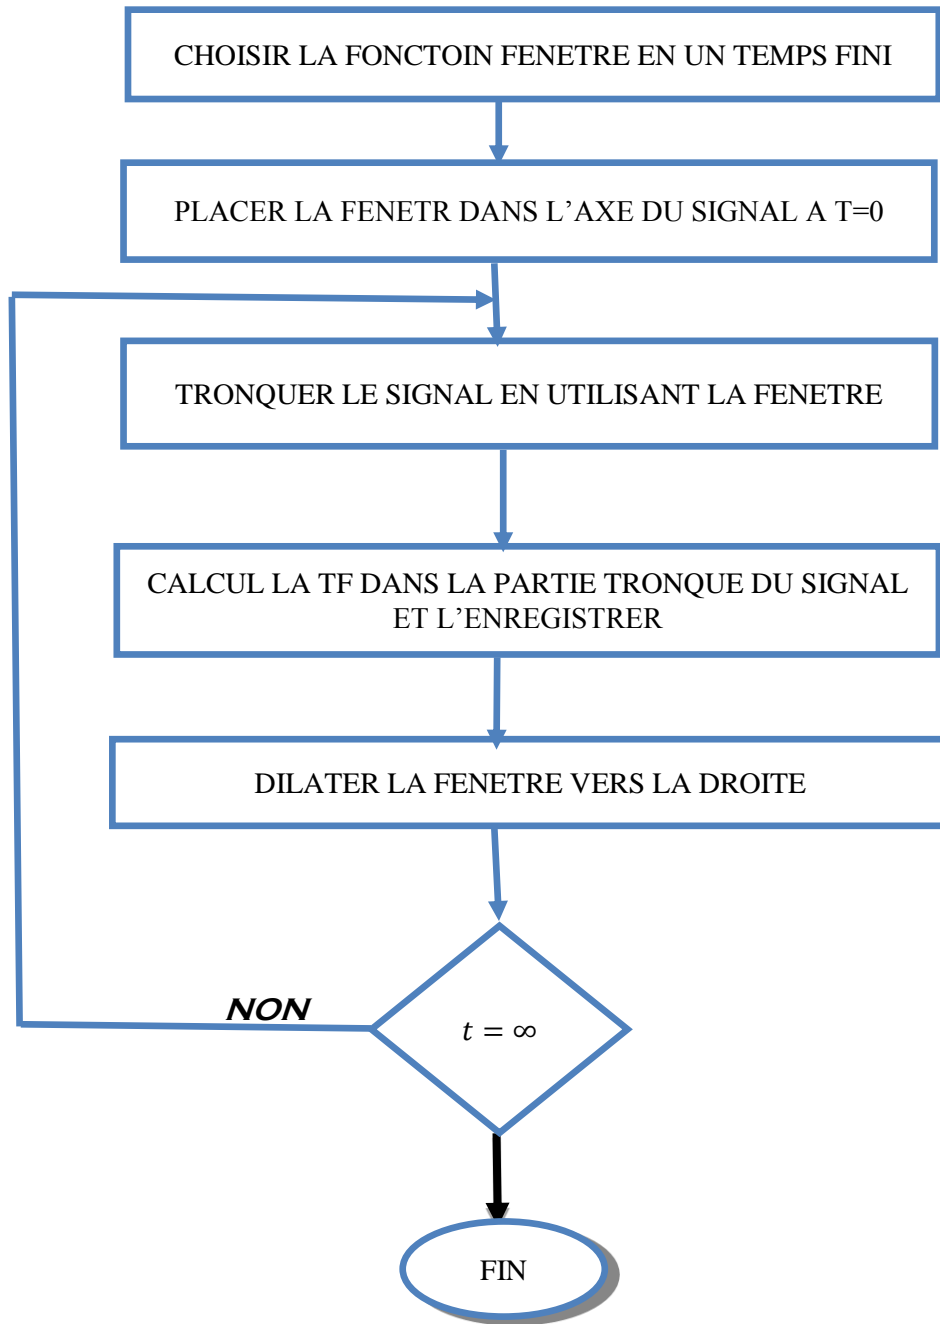 CHOISIR LA FONCTOIN FENETRE EN UN TEMPS FINI
PLACER LA FENETR DANS L’AXE DU SIGNAL A T=0
TRONQUER LE SIGNAL EN UTILISANT LA FENETRE
CALCUL LA TF DANS LA PARTIE TRONQUE DU SIGNAL
ET L’ENREGISTRER
DILATER LA FENETRE VERS LA DROITE
NON
t = ∞
FIN